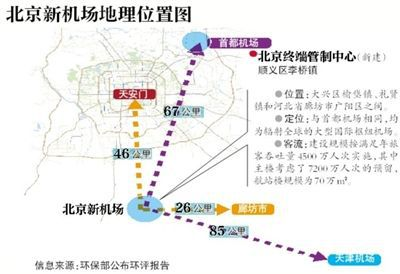 北京新机场地理位置图
首都机场
北京终端管制中心(新建)
顺义区李桥镇
天安门
67公里
●位置:大兴区榆垡镇、礼贤
镇和河北省廊坊市广阳区之间。
●定位:与首都机场相同,均
为辐射全球的大型国际枢纽机场。
●客流:建设规模按满足年旅
客吞吐量4500万人次实施,其中
主楼考虑了7200万人次的预留,
航站楼规模为70万m²。
46公里
北京新机场
26公里
廊坊市
85公里
天津机场
信息来源:环保部公布环评报告